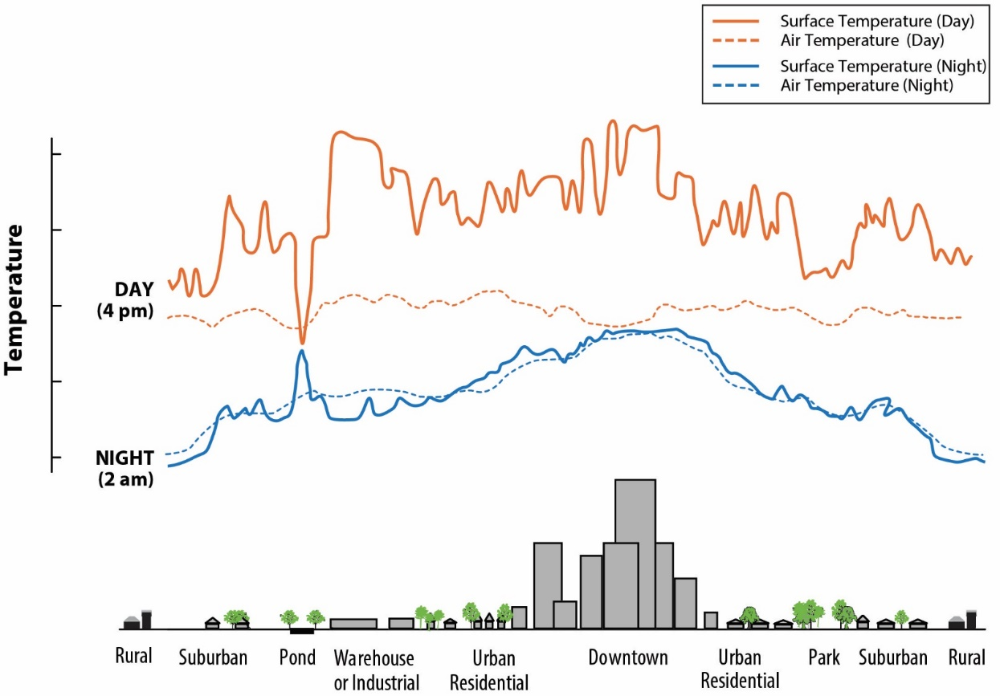 Surface Temperature (Day)
Air Temperature (Day)
Surface Temperature (Night)
Air Temperature (Night)
Temperature
DAY
(4 pm)
NIGHT
(2 am)
Rural
Suburban
Pond
Warehouse
or Industrial
Urban
Residential
Downtown
Urban
Residential
Park
Suburban
Rural